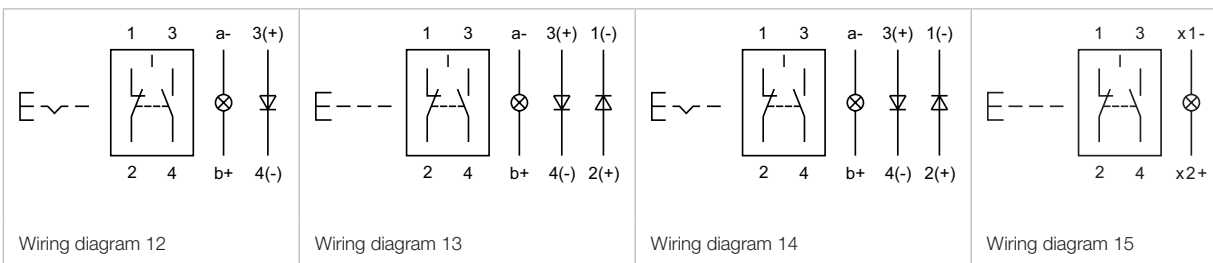 1 3 a- 3(+)
2 4 b+ 4(-)
Wiring diagram 12
1 3 a- 3(+) 1(-)
2 4 b+ 4(-) 2(+)
Wiring diagram 13
1 3 a- 3(+) 1(-)
2 4 b+ 4(-) 2(+)
Wiring diagram 14
1 3 x1-
2 4 x2+
Wiring diagram 15